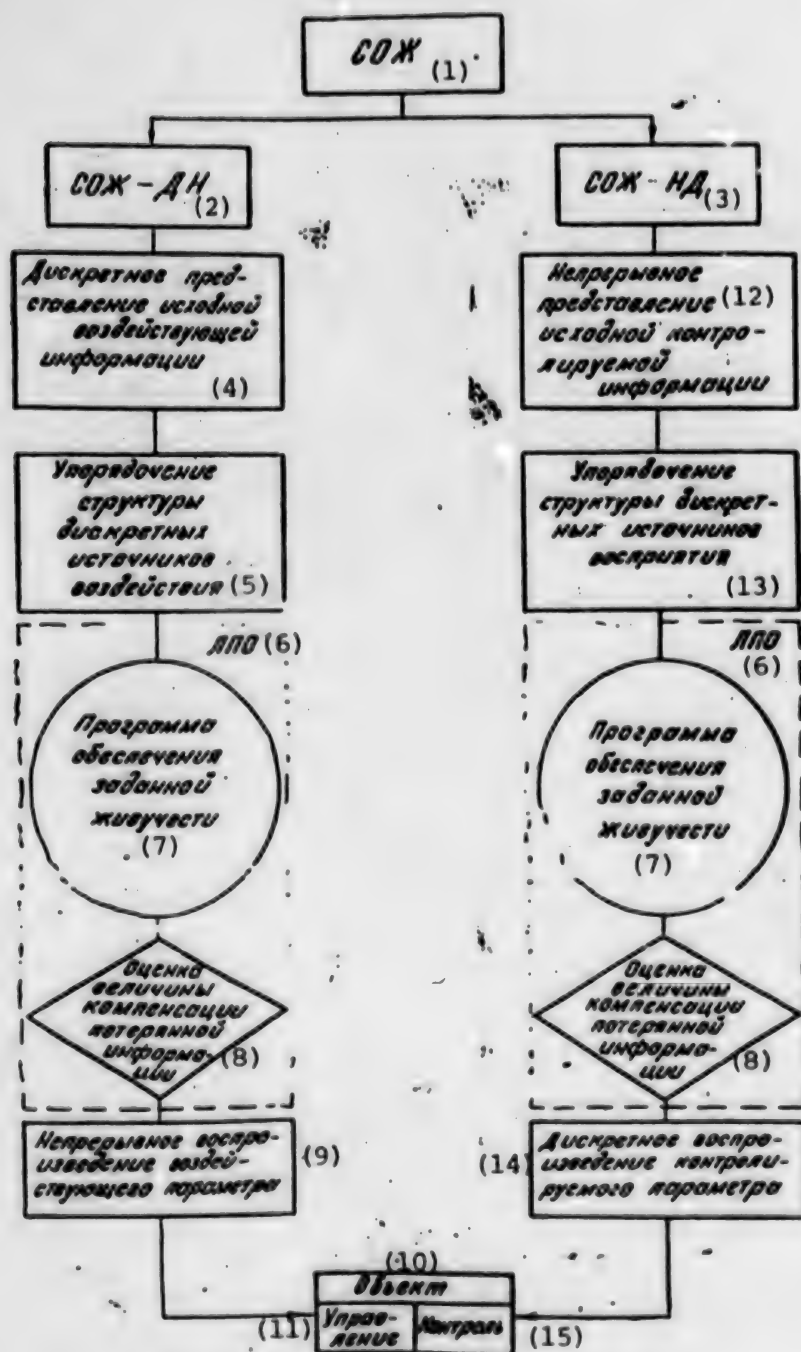 СОЖ (1)
СОЖ - ДН (2)
Дискретное пред-
ставление исходной
воздействующей
информации
(4)
Упорядочение
структуры
дискретных
источников
воздействия (5)
ЛПО (6)
Программа
обеспечения
заданной
живучести
(7)
Оценка
величины
компенсации
потерянной
информа- (8)
ции
Непрерывное воспро-
изведение воздей- (9)
ствующего параметра
СОЖ - НД (3)
Непрерывное
представление (12)
исходной контро-
лируемой
информации
Упорядочение
структуры дискрет-
ных источников
восприятия
(13)
ЛПО
(6)
Программа
обеспечения
заданной
живучести
(7)
Оценка
величины
компенсации
потерянной
информа- (8)
ции
Дискретное воспро-
(14) изведение контроли-
руемого параметра
(10)
Объект
(11) Управ-
ление
Контроль (15)